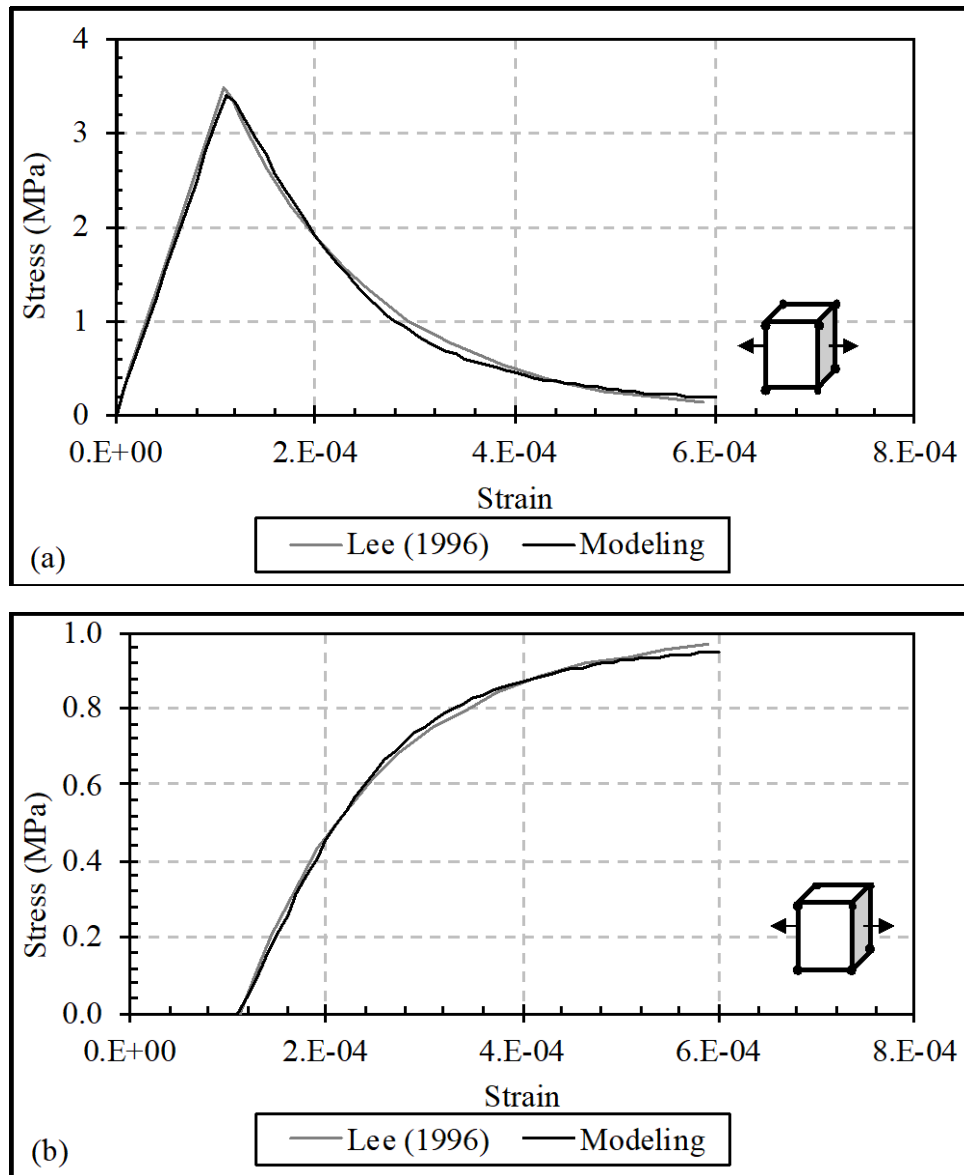 4
3
2
1
0
Stress (MPa)
0.E+00 2.E-04 4.E-04 6.E-04 8.E-04
Strain
Lee (1996) Modeling
(a)
1.0
0.8
0.6
0.4
0.2
0.0
Stress (MPa)
0.E+00 2.E-04 4.E-04 6.E-04 8.E-04
Strain
Lee (1996) Modeling
(b)